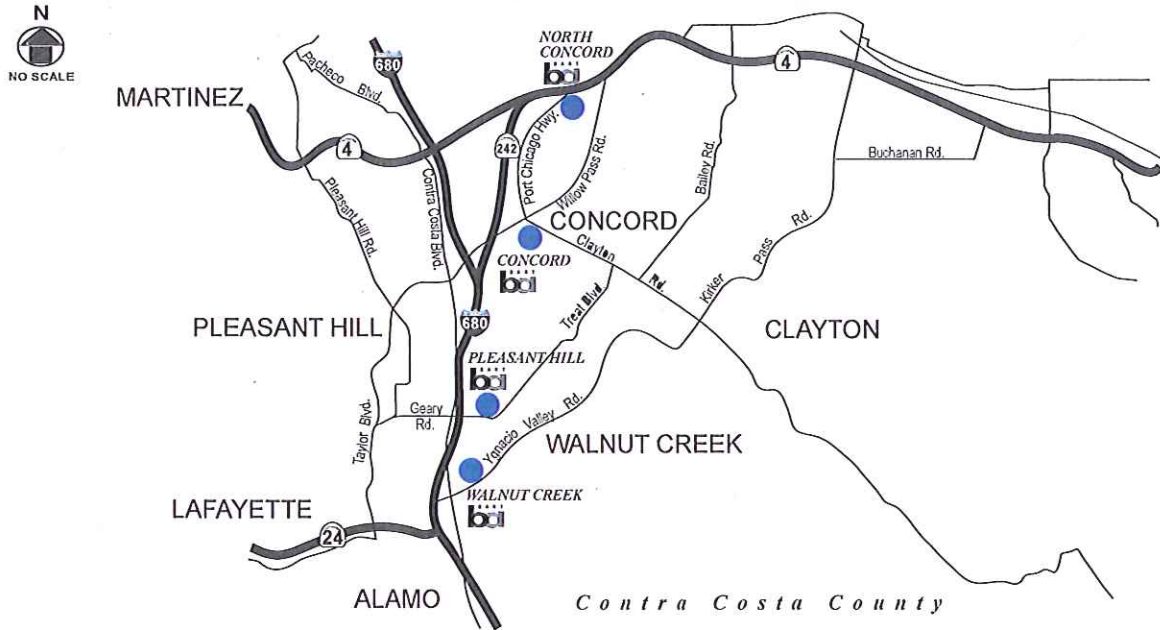 N
NO SCALE
MARTINEZ
Pacheco Blvd.
680
NORTH
CONCORD
4
4
242
Port Chicago Hwy.
Willow Pass Rd.
Bailey Rd.
Buchanan Rd.
Pleasant Hill Rd.
Contra Costa Blvd.
CONCORD
Clayton Rd.
CONCORD
Kirker Pass Rd.
Treat Blvd.
PLEASANT HILL
680
CLAYTON
PLEASANT HILL
Geary
Rd.
Taylor Blvd.
Ygnacio Valley Rd.
WALNUT CREEK
WALNUT CREEK
LAFAYETTE
24
ALAMO
Contra Costa County